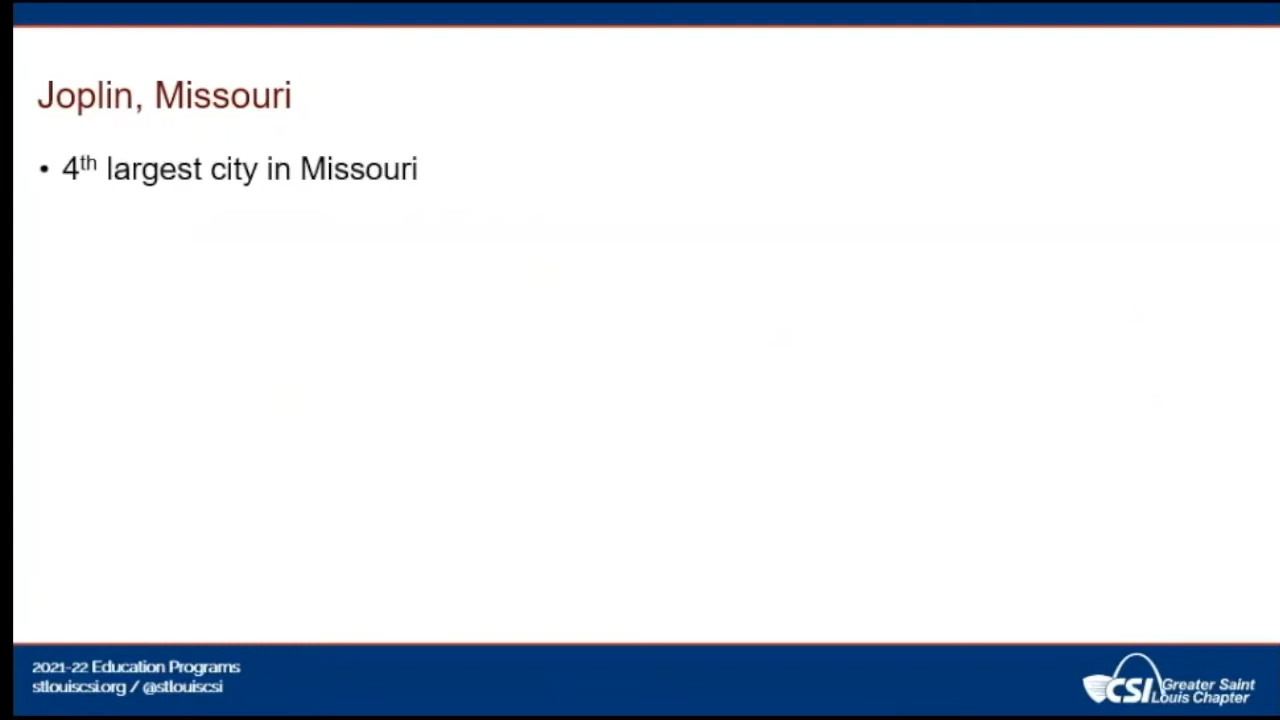 Joplin, Missouri
• 4th largest city in Missouri
2021-22 Education Programs
stlouiscsi.org / @stlouiscsi
CSI Greater Saint
Louis Chapter